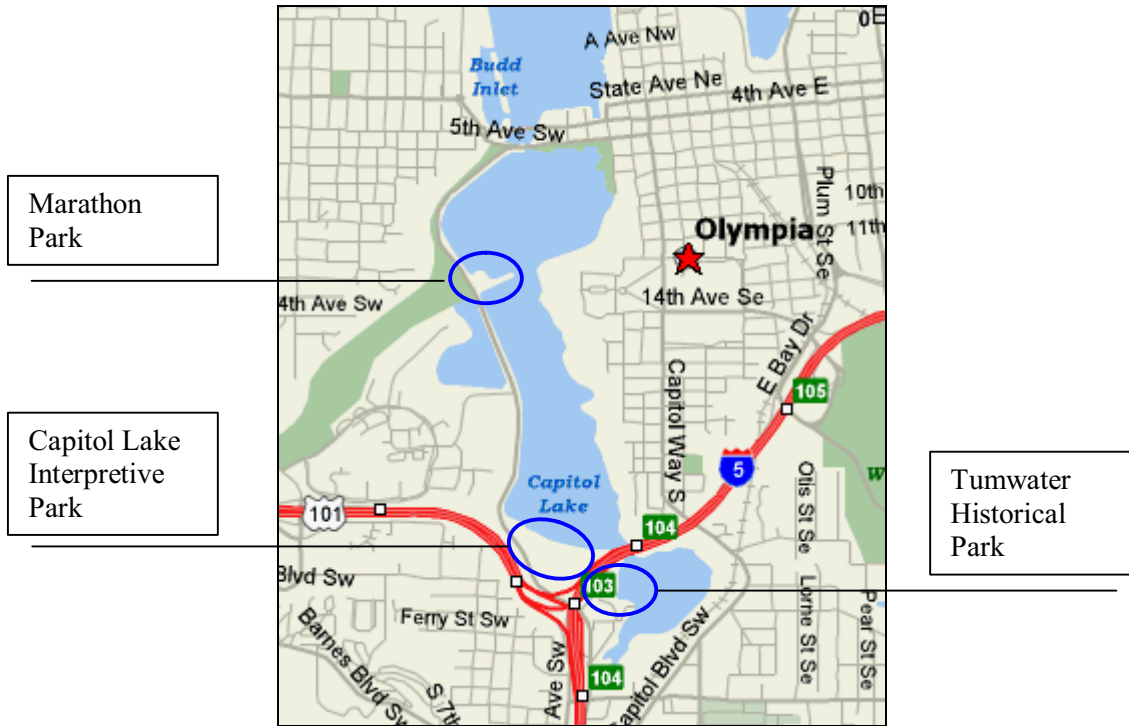 0E
A Ave Nw
Budd
Inlet
State Ave Ne
4th Ave E
5th Ave Sw
Plum St Se
10th
11th
Marathon
Park
Olympia
4th Ave Sw
14th Ave Se
E Bay Dr
Capitol Way S
105
5
Capitol Lake
Interpretive
Park
Capitol
Lake
W
Otis St Se
Tumwater
Historical
Park
101
104
103
Blvd Sw
Ferry St Sw
Lorne St Se
Pear St Se
Barnes Blvd Sw
S 7th
Ave Sw
104
Capitol Blvd Sw